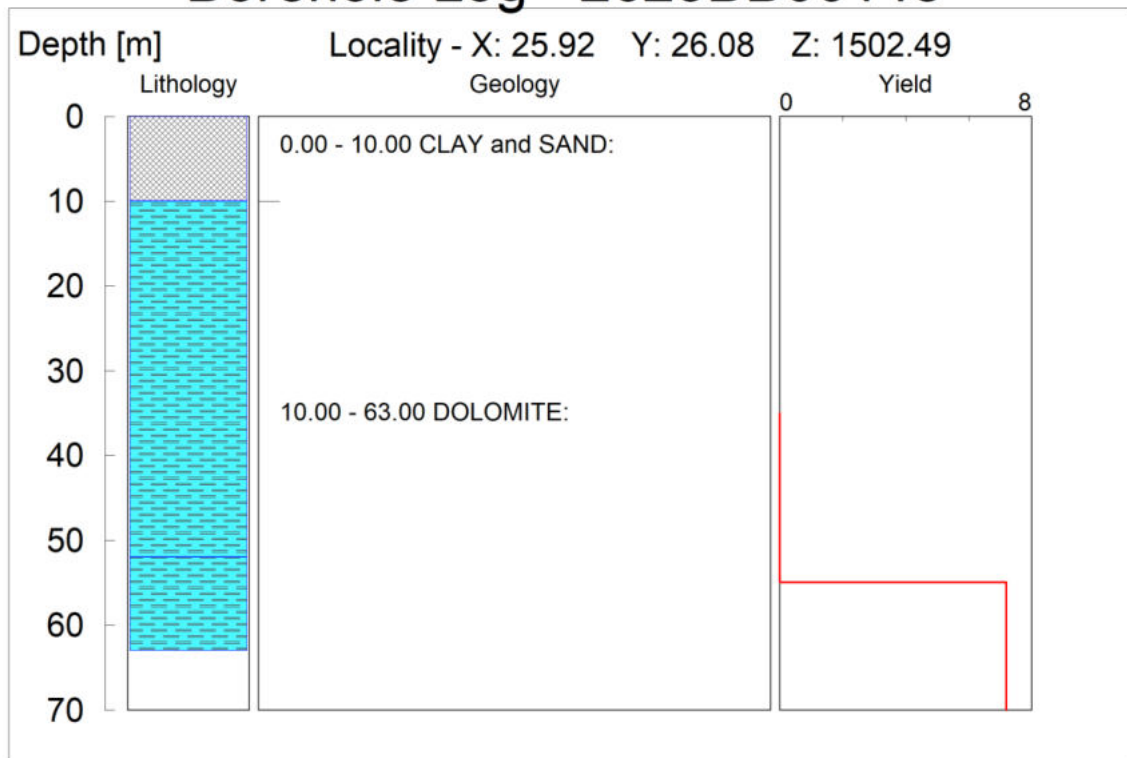 Depth [m]
Locality - X: 25.92 Y: 26.08 Z: 1502.49
Lithology
Geology
Yield
0
8
0
0.00 - 10.00 CLAY and SAND:
10
20
30
10.00 - 63.00 DOLOMITE:
40
50
60
70